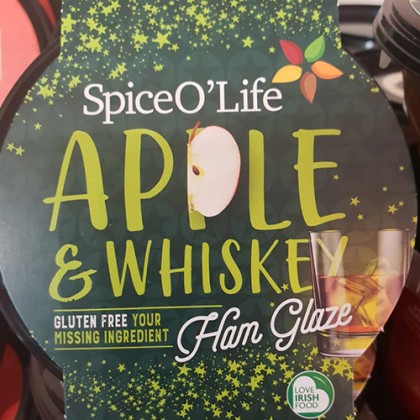 SpiceO'Life
APPLE
& WHISKEY
GLUTEN FREE YOUR
MISSING INGREDIENT
Ham Glaze
LOVE
IRISH
FOOD